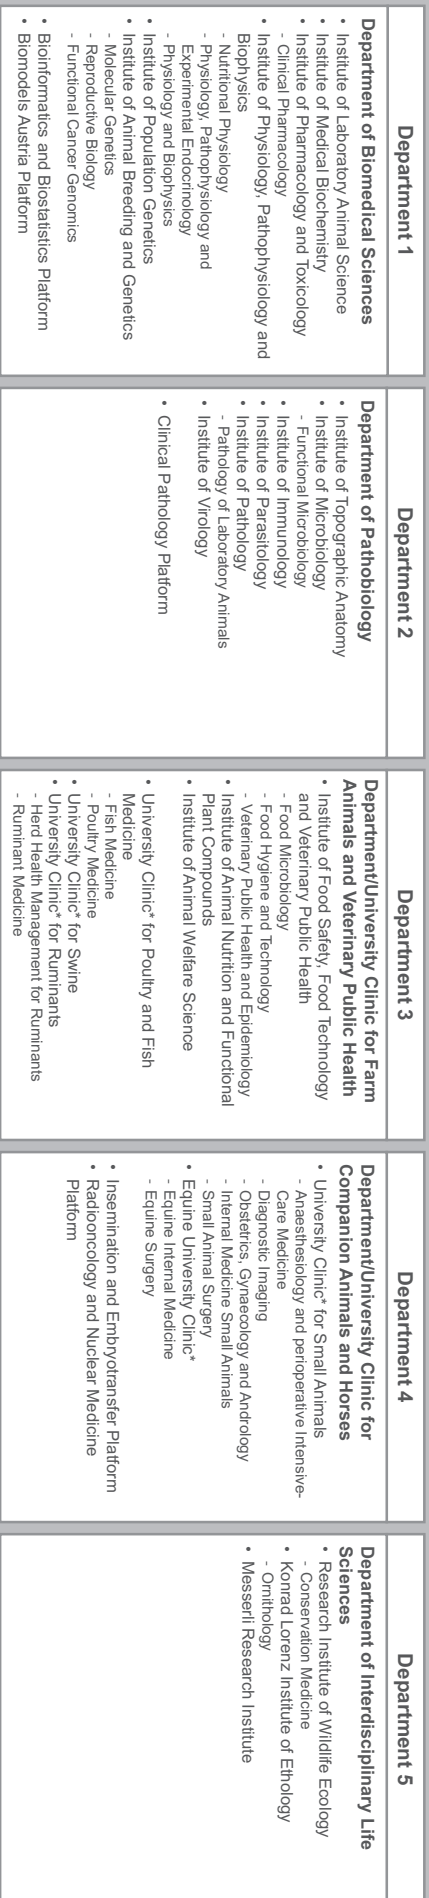 Department 1
Department of Biomedical Sciences
• Institute of Laboratory Animal Science
• Institute of Medical Biochemistry
• Institute of Pharmacology and Toxicology
- Clinical Pharmacology
• Institute of Physiology, Pathophysiology and
Biophysics
- Nutritional Physiology
- Physiology, Pathophysiology and
Experimental Endocrinology
- Physiology and Biophysics
• Institute of Population Genetics
• Institute of Animal Breeding and Genetics
- Molecular Genetics
- Reproductive Biology
- Functional Cancer Genomics
• Bioinformatics and Biostatistics Platform
• Biomodels Austria Platform
Department 2
Department of Pathobiology
• Institute of Topographic Anatomy
• Institute of Microbiology
- Functional Microbiology
• Institute of Immunology
• Institute of Parasitology
• Institute of Pathology
- Pathology of Laboratory Animals
• Institute of Virology
• Clinical Pathology Platform
Department 3
Department/University Clinic for Farm
Animals and Veterinary Public Health
• Institute of Food Safety, Food Technology
and Veterinary Public Health
- Food Microbiology
- Food Hygiene and Technology
- Veterinary Public Health and Epidemiology
• Institute of Animal Nutrition and Functional
Plant Compounds
• Institute of Animal Welfare Science
• University Clinic* for Poultry and Fish
Medicine
- Fish Medicine
- Poultry Medicine
• University Clinic* for Swine
• University Clinic* for Ruminants
- Herd Health Management for Ruminants
- Ruminant Medicine
Department 4
Department/University Clinic for
Companion Animals and Horses
• University Clinic* for Small Animals
- Anaesthesiology and perioperative Intensive-
Care Medicine
- Diagnostic Imaging
- Obstetrics, Gynaecology and Andrology
- Internal Medicine Small Animals
- Small Animal Surgery
• Equine University Clinic*
- Equine Internal Medicine
- Equine Surgery
• Insemination and Embryotransfer Platform
• Radiooncology and Nuclear Medicine
Platform
Department 5
Department of Interdisciplinary Life
Sciences
• Research Institute of Wildlife Ecology
- Conservation Medicine
• Konrad Lorenz Institute of Ethology
- Ornithology
• Messerli Research Institute